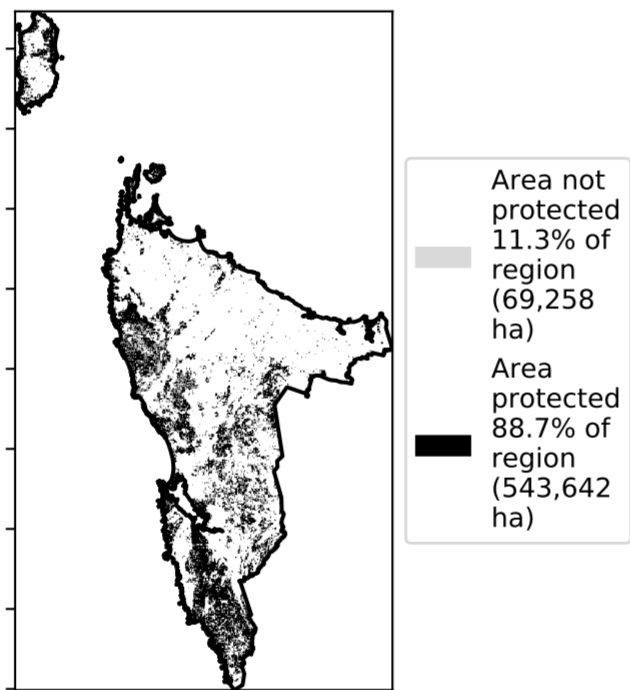 Area not
protected
11.3% of
region
(69,258
ha)
Area
protected
88.7% of
region
(543,642
ha)